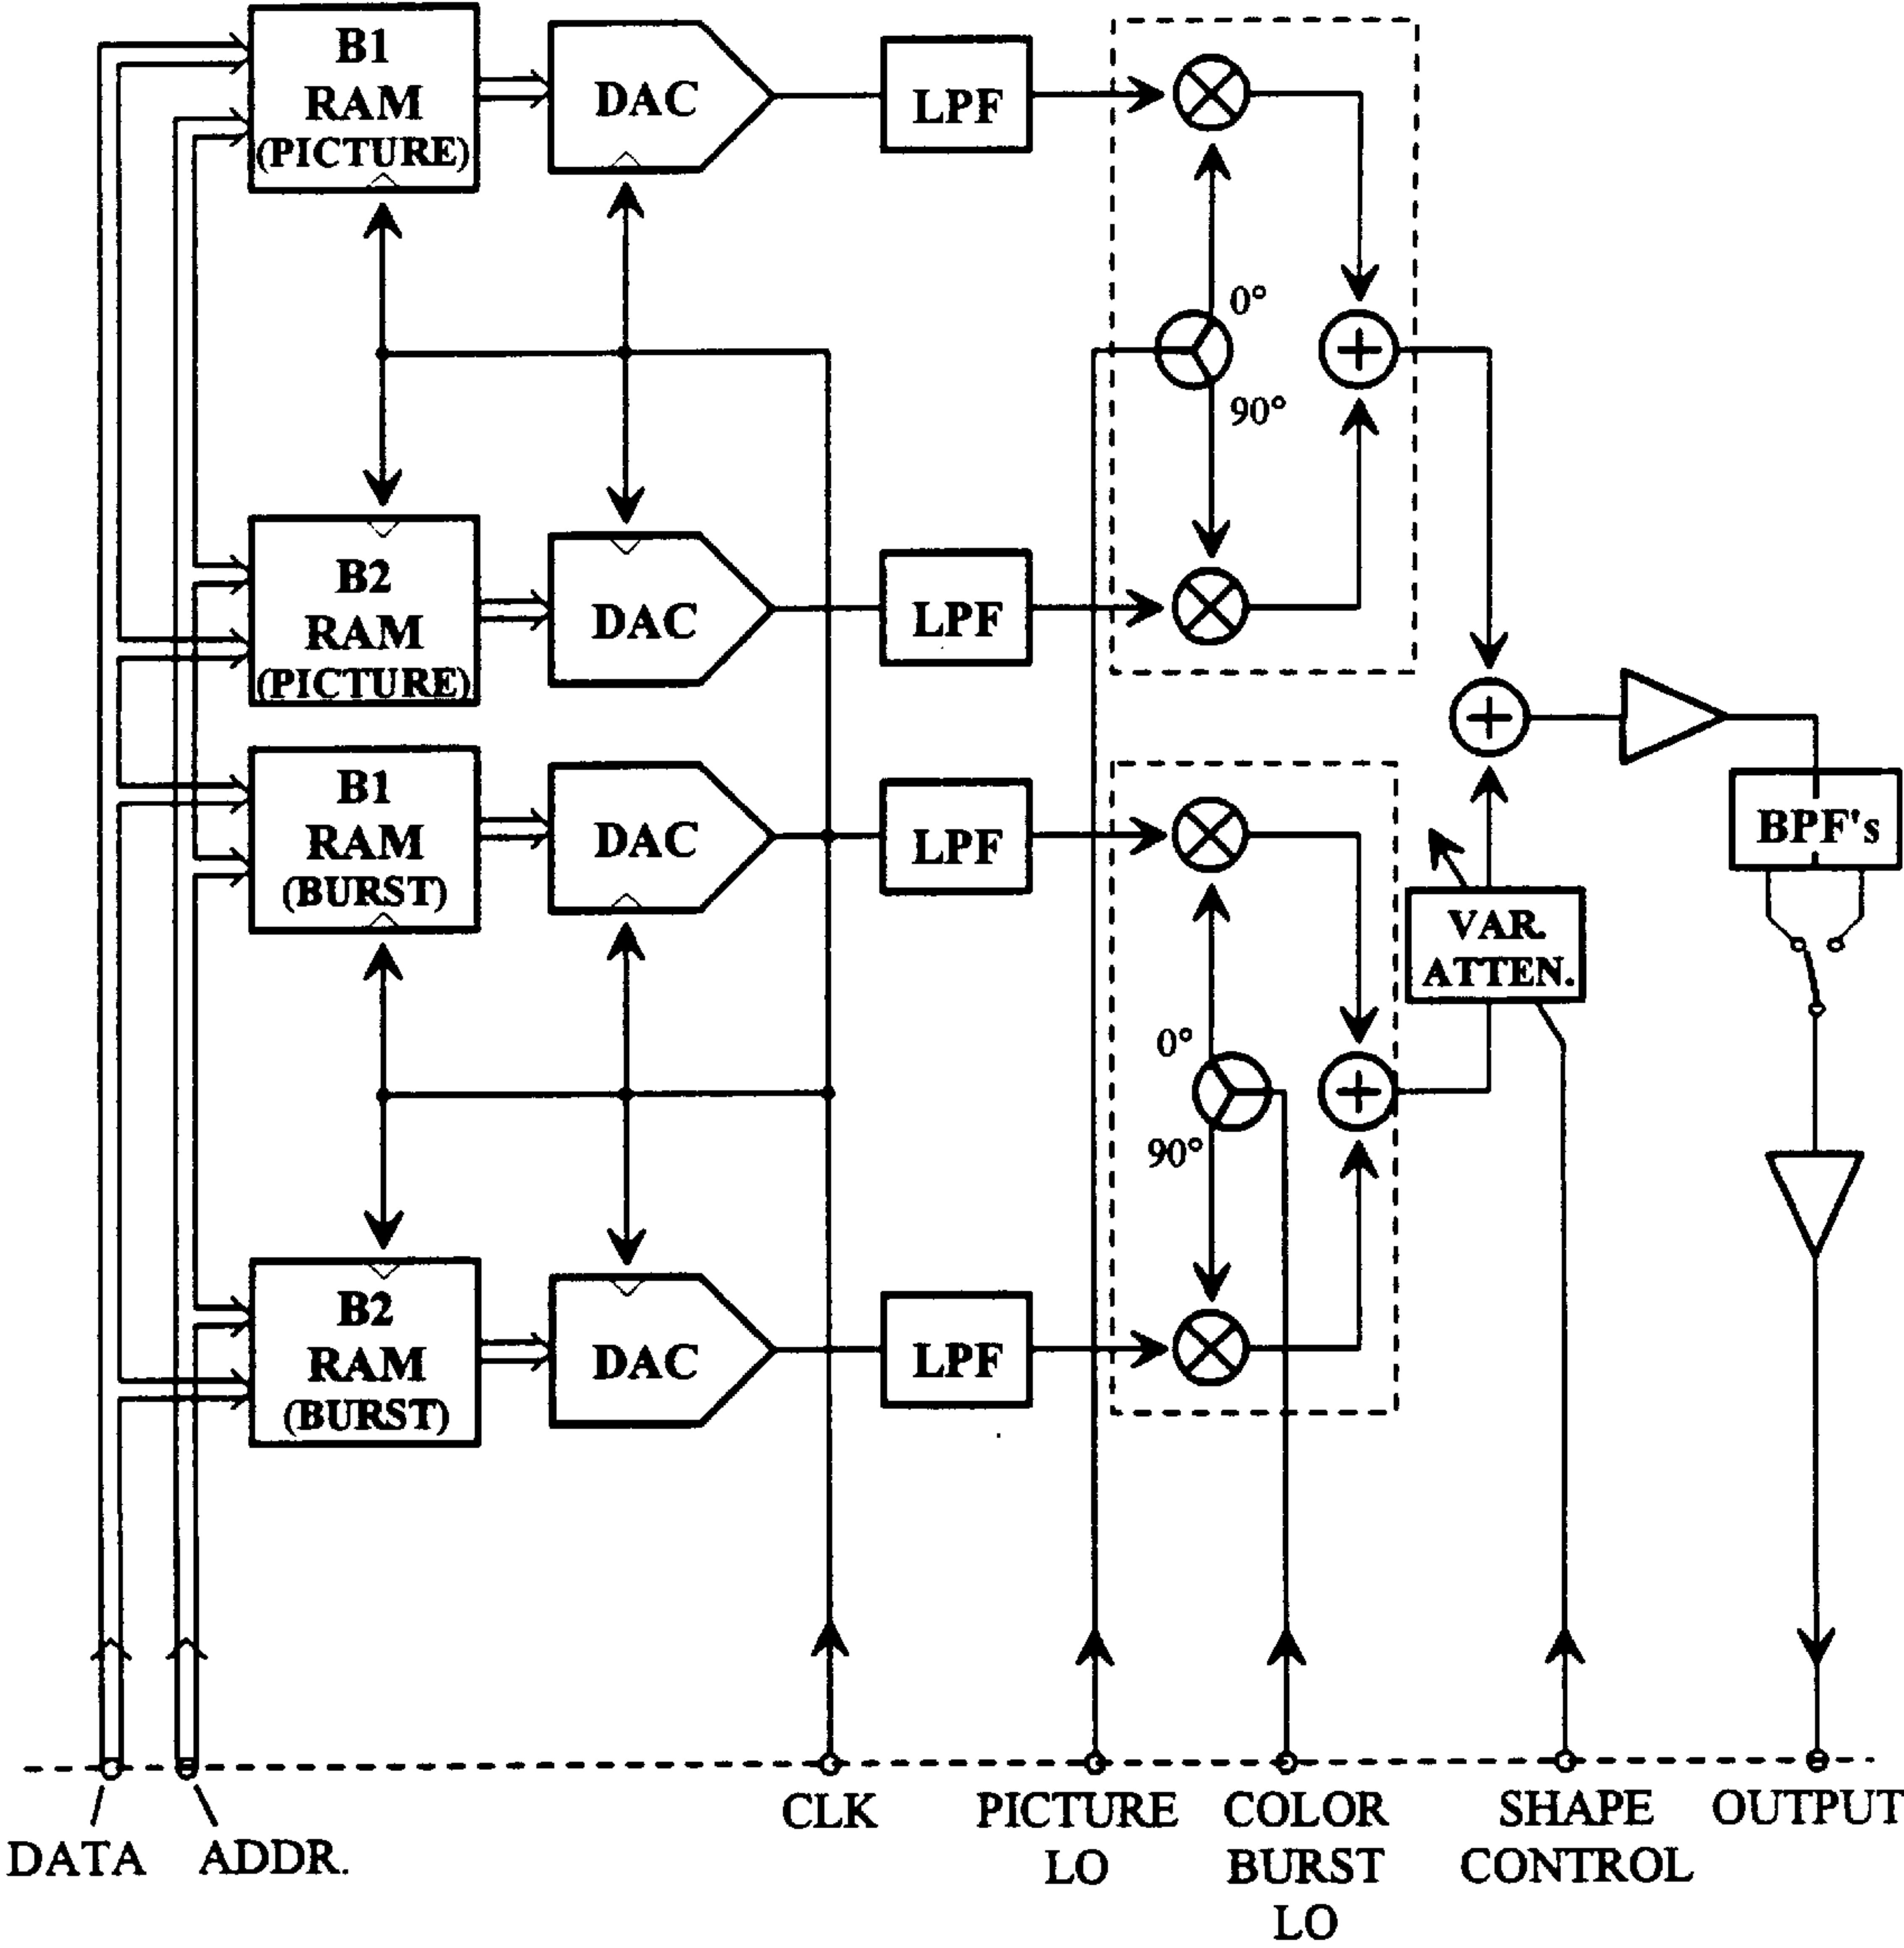 B1
RAM
(PICTURE)
DAC
LPF
0°
90°
B2
RAM
(PICTURE)
DAC
LPF
B1
RAM
(BURST)
DAC
LPF
BPF's
VAR.
ATTEN.
0°
90°
B2
RAM
(BURST)
DAC
LPF
DATA
ADDR.
CLK
PICTURE
LO
COLOR
BURST
LO
SHAPE
CONTROL
OUTPUT